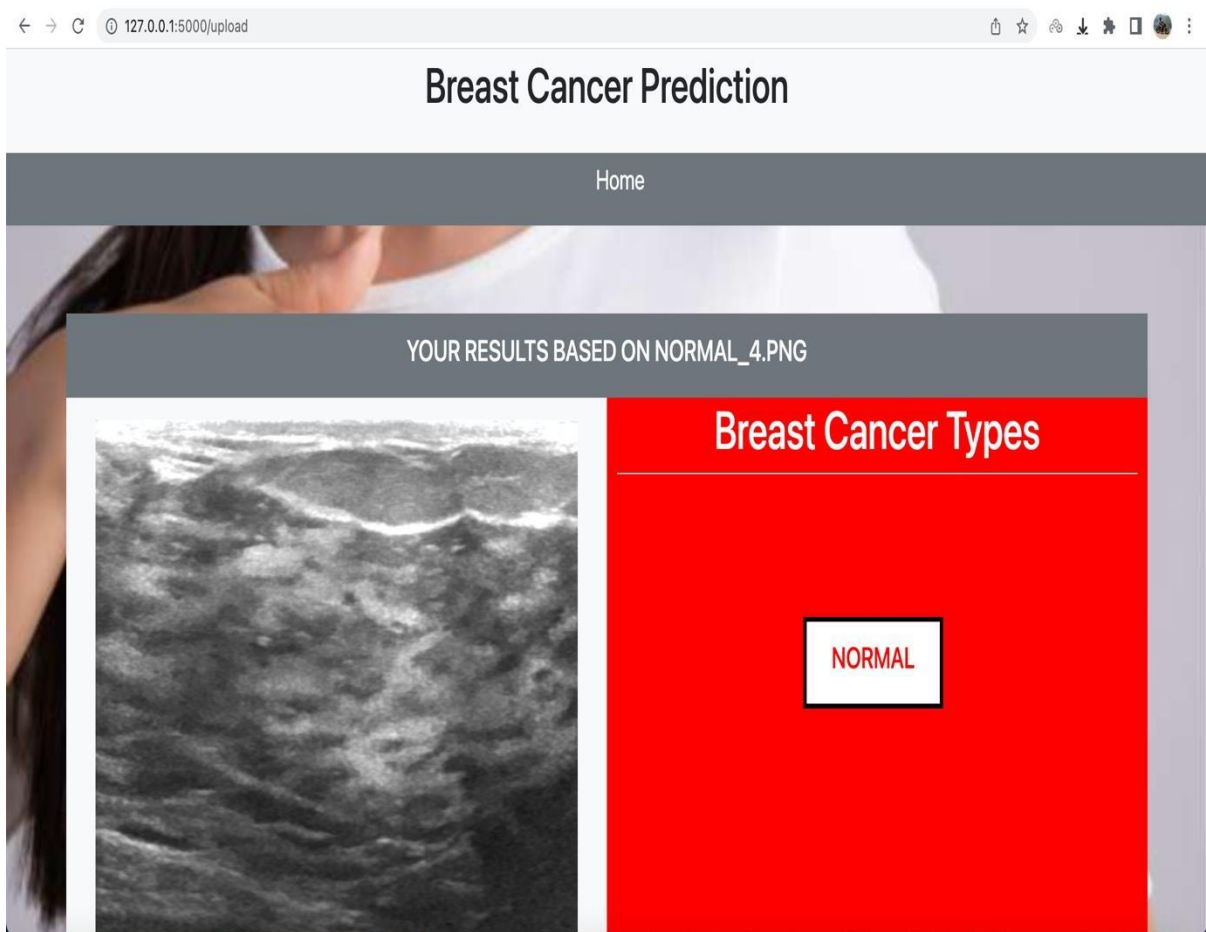 127.0.0.1:5000/upload
Breast Cancer Prediction
Home
YOUR RESULTS BASED ON NORMAL_4.PNG
Breast Cancer Types
NORMAL